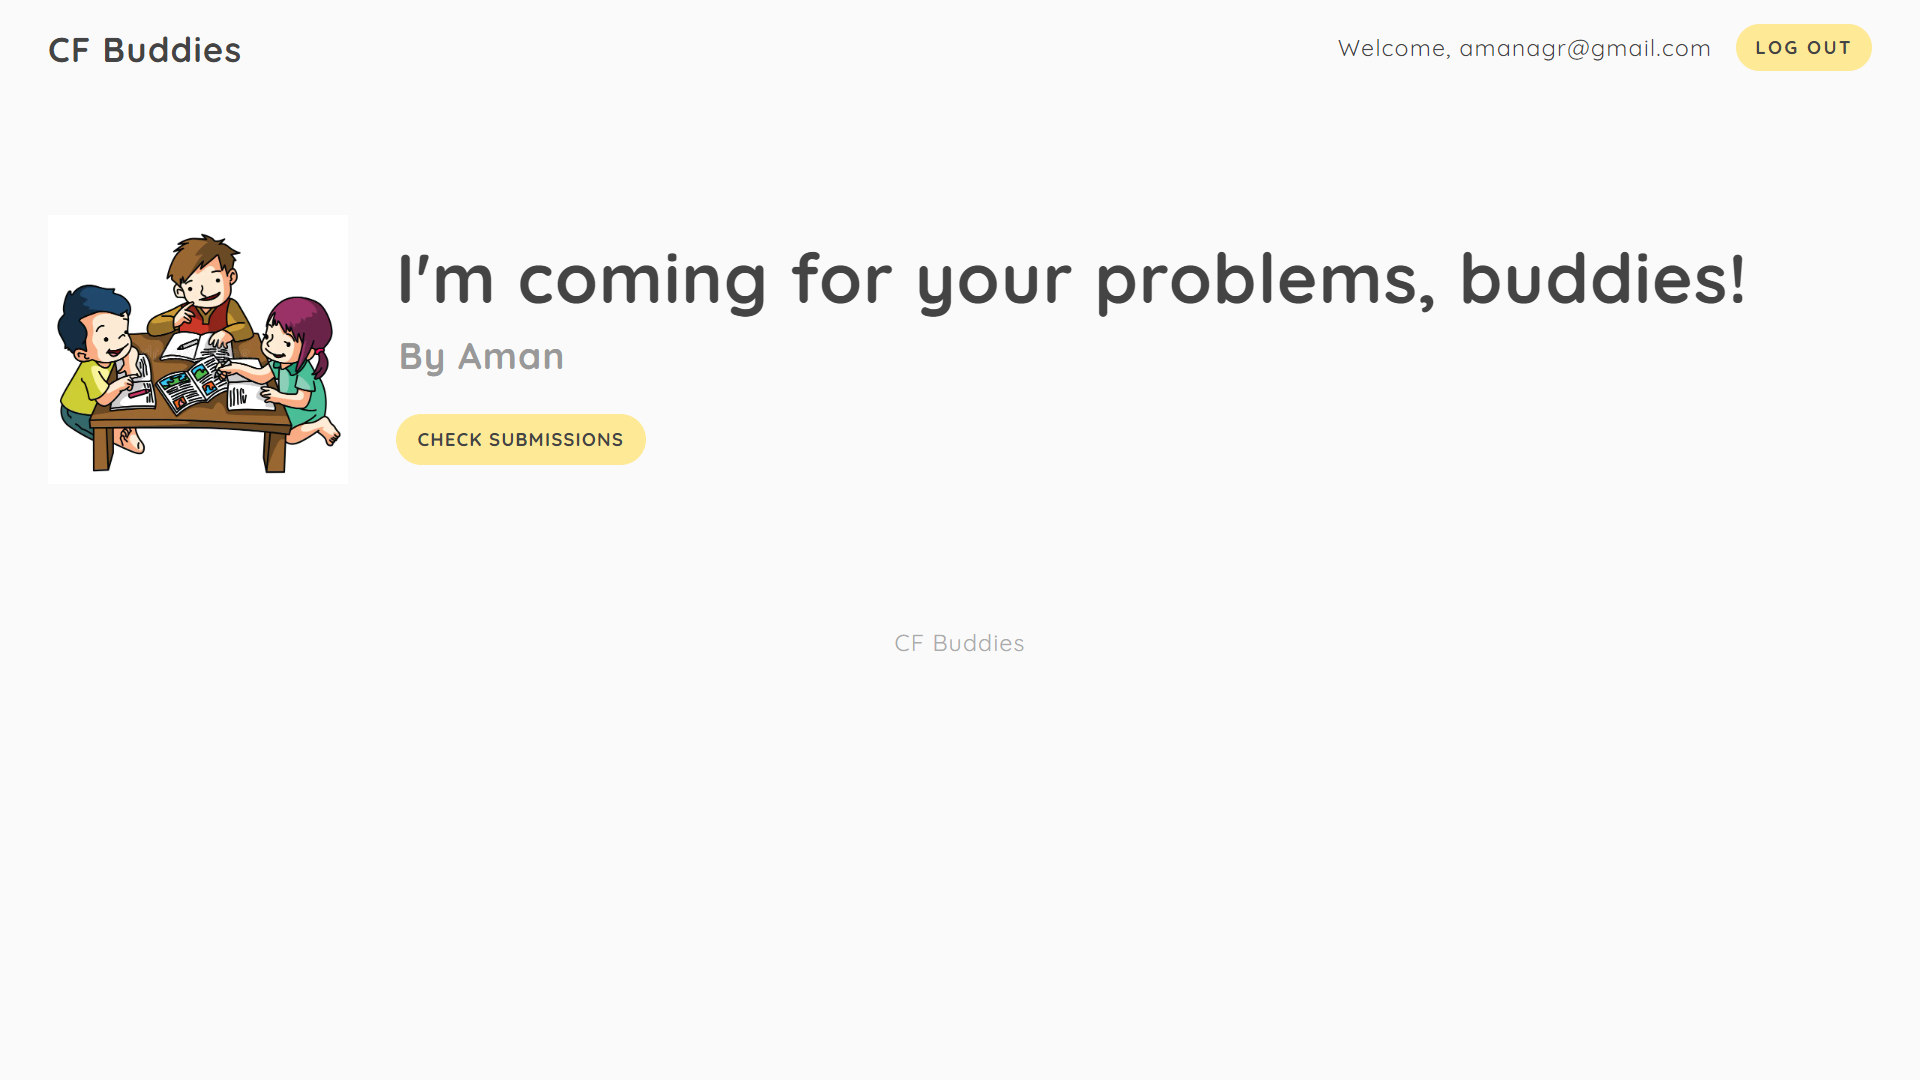 CF Buddies
Welcome, amanagr@gmail.com
LOG OUT
I'm coming for your problems, buddies!
By Aman
CHECK SUBMISSIONS
CF Buddies